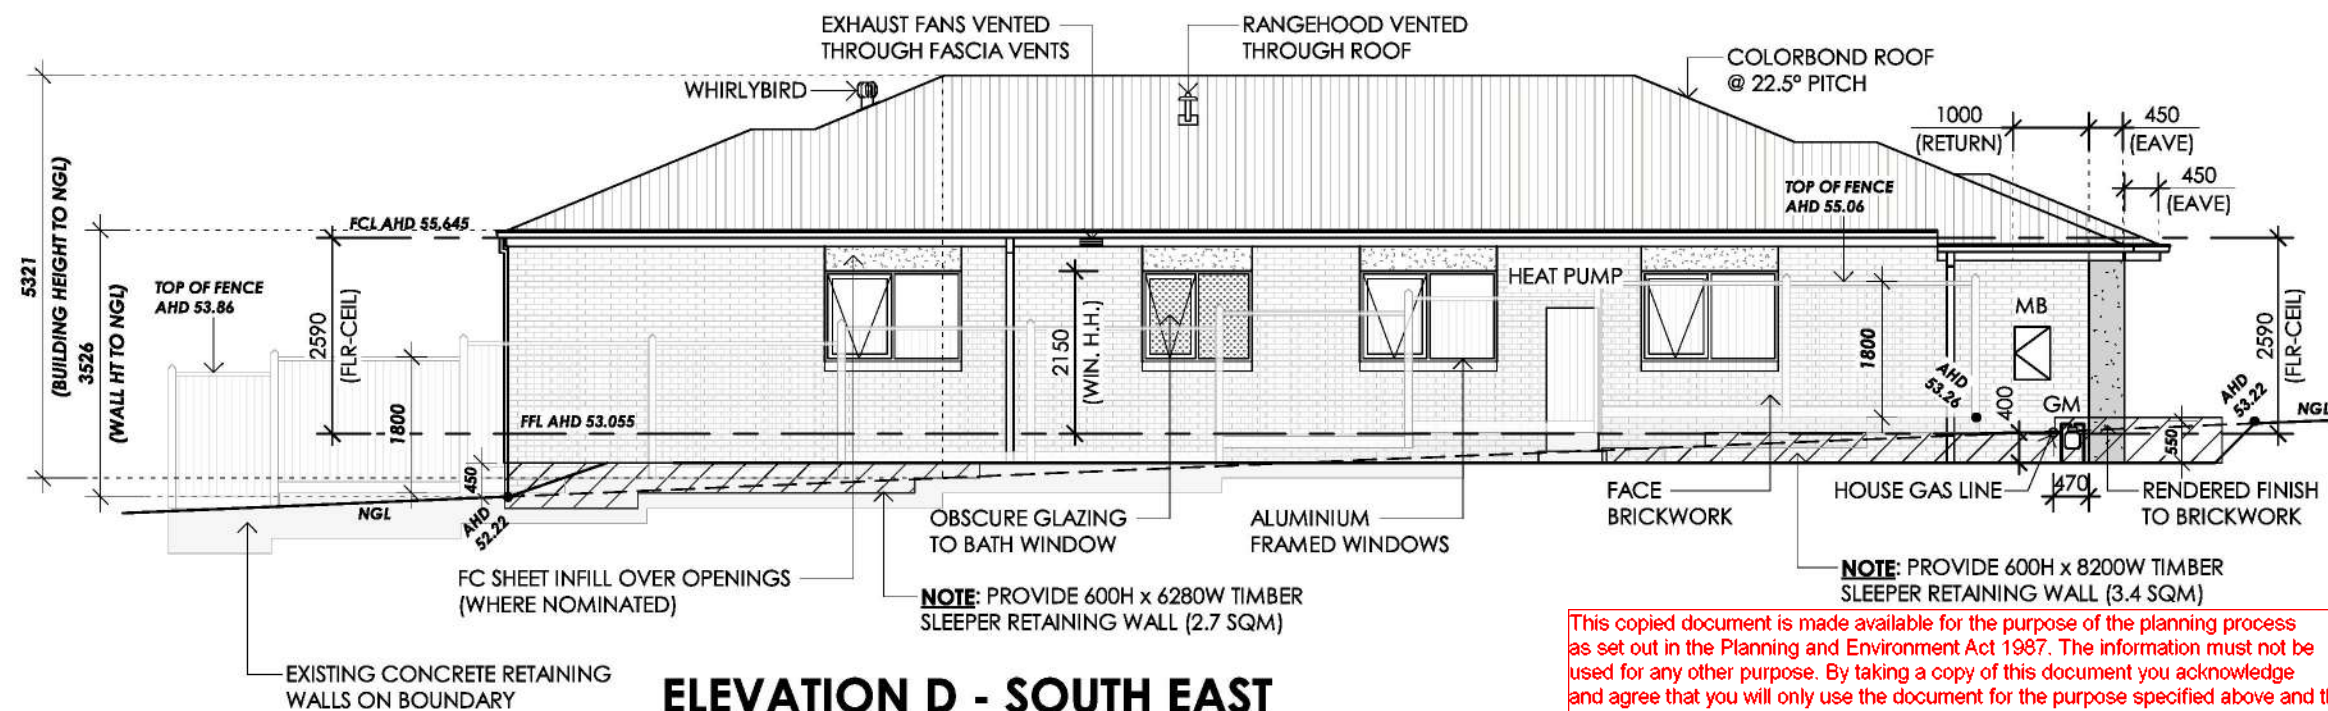 EXHAUST FANS VENTED
THROUGH FASCIA VENTS
RANGEHOOD VENTED
THROUGH ROOF
COLORBOND ROOF
@ 22.5º PITCH
WHIRLYBIRD
1000
(RETURN)
450
(EAVE)
450
(EAVE)
5321
(BUILDING HEIGHT TO NGL)
3526
(WALL HT TO NGL)
FCL AHD 55.645
TOP OF FENCE
AHD 53.86
2590
(FLR-CEIL)
1800
FFL AHD 53.055
450
NGL
AHD
52.22
2150
(WIN. H.H.)
HEAT PUMP
TOP OF FENCE
AHD 55.06
1800
AHD
53.26
MB
400
GM
550
470
2590
(FLR-CEIL)
AHD
53.22
NGL
OBSCURE GLAZING
TO BATH WINDOW
ALUMINIUM
FRAMED WINDOWS
FACE
BRICKWORK
HOUSE GAS LINE
RENDERED FINISH
TO BRICKWORK
FC SHEET INFILL OVER OPENINGS
(WHERE NOMINATED)
NOTE: PROVIDE 600H x 6280W TIMBER
SLEEPER RETAINING WALL (2.7 SQM)
NOTE: PROVIDE 600H x 8200W TIMBER
SLEEPER RETAINING WALL (3.4 SQM)
EXISTING CONCRETE RETAINING
WALLS ON BOUNDARY
ELEVATION D - SOUTH EAST
This copied document is made available for the purpose of the planning process
as set out in the Planning and Environment Act 1987. The information must not be
used for any other purpose. By taking a copy of this document you acknowledge
and agree that you will only use the document for the purpose specified above and